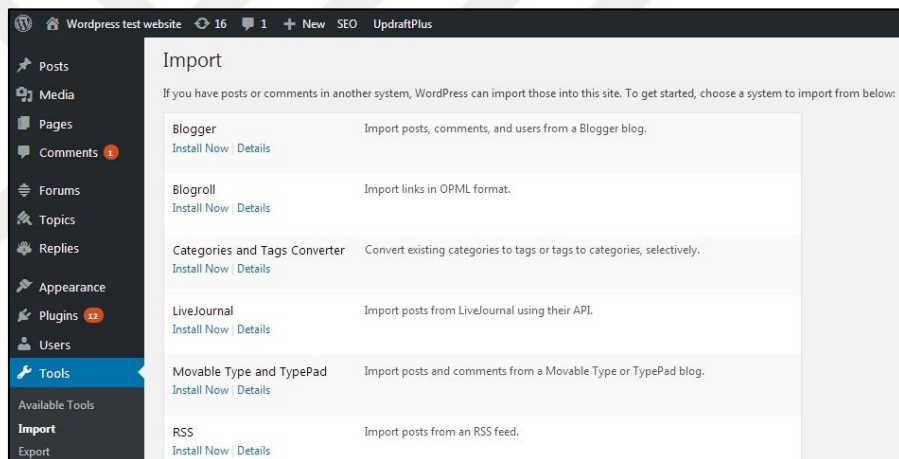 Wordpress test website 16 1 New SEO UpdraftPlus
Posts
Media
Pages
Comments 1
Forums
Topics
Replies
Appearance
Plugins 12
Users
Tools
Available Tools
Import
Export
Import
If you have posts or comments in another system, WordPress can import those into this site. To get started, choose a system to import from below:
Blogger Import posts, comments, and users from a Blogger blog.
Install Now | Details
Blogroll Import links in OPML format.
Install Now | Details
Categories and Tags Converter Convert existing categories to tags or tags to categories, selectively.
Install Now | Details
LiveJournal Import posts from LiveJournal using their API.
Install Now | Details
Movable Type and TypePad Import posts and comments from a Movable Type or TypePad blog.
Install Now | Details
RSS Import posts from an RSS feed.
Install Now | Details